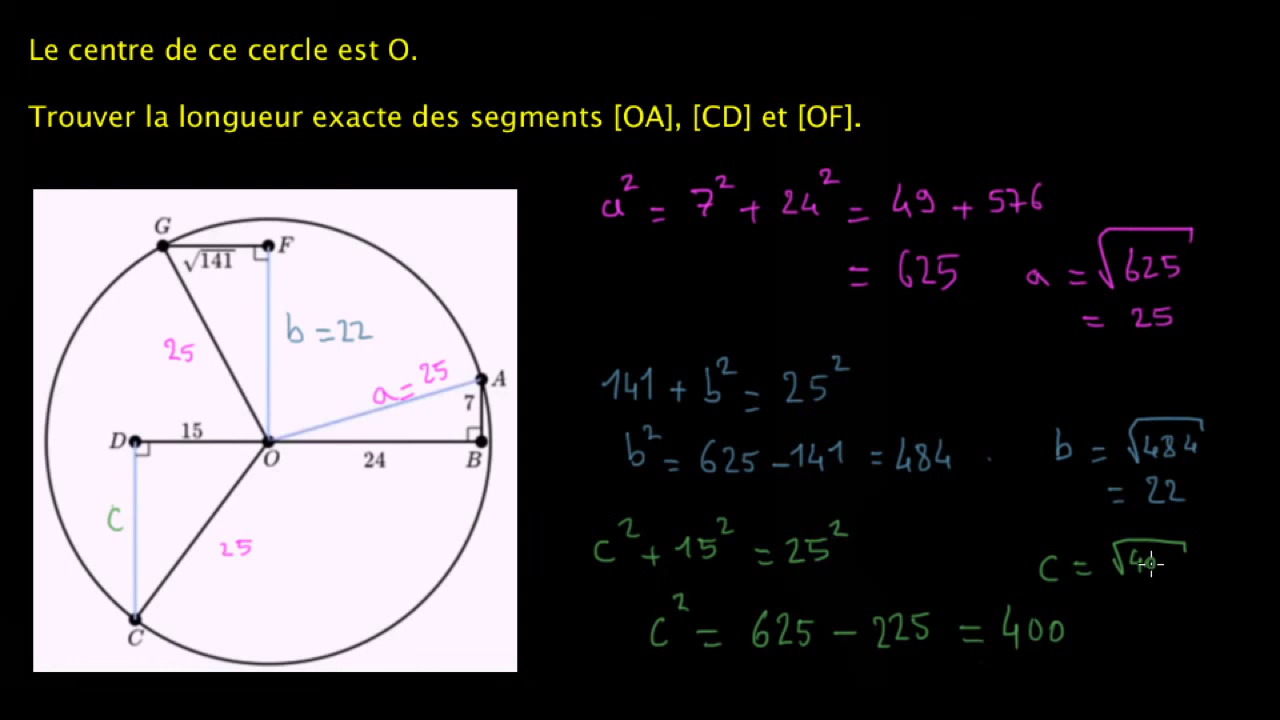 Le centre de ce cercle est O.
Trouver la longueur exacte des segments [OA], [CD] et [OF].
a² = 7² + 24² = 49 + 576
= 625
a = √625
= 25
G
F
√141
b = 22
25
a = 25
A
7
D
15
O
24
B
C
25
C
141 + b² = 25²
b² = 625 - 141 = 484
b = √484
= 22
c² + 15² = 25²
c = √40
c² = 625 - 225 = 400